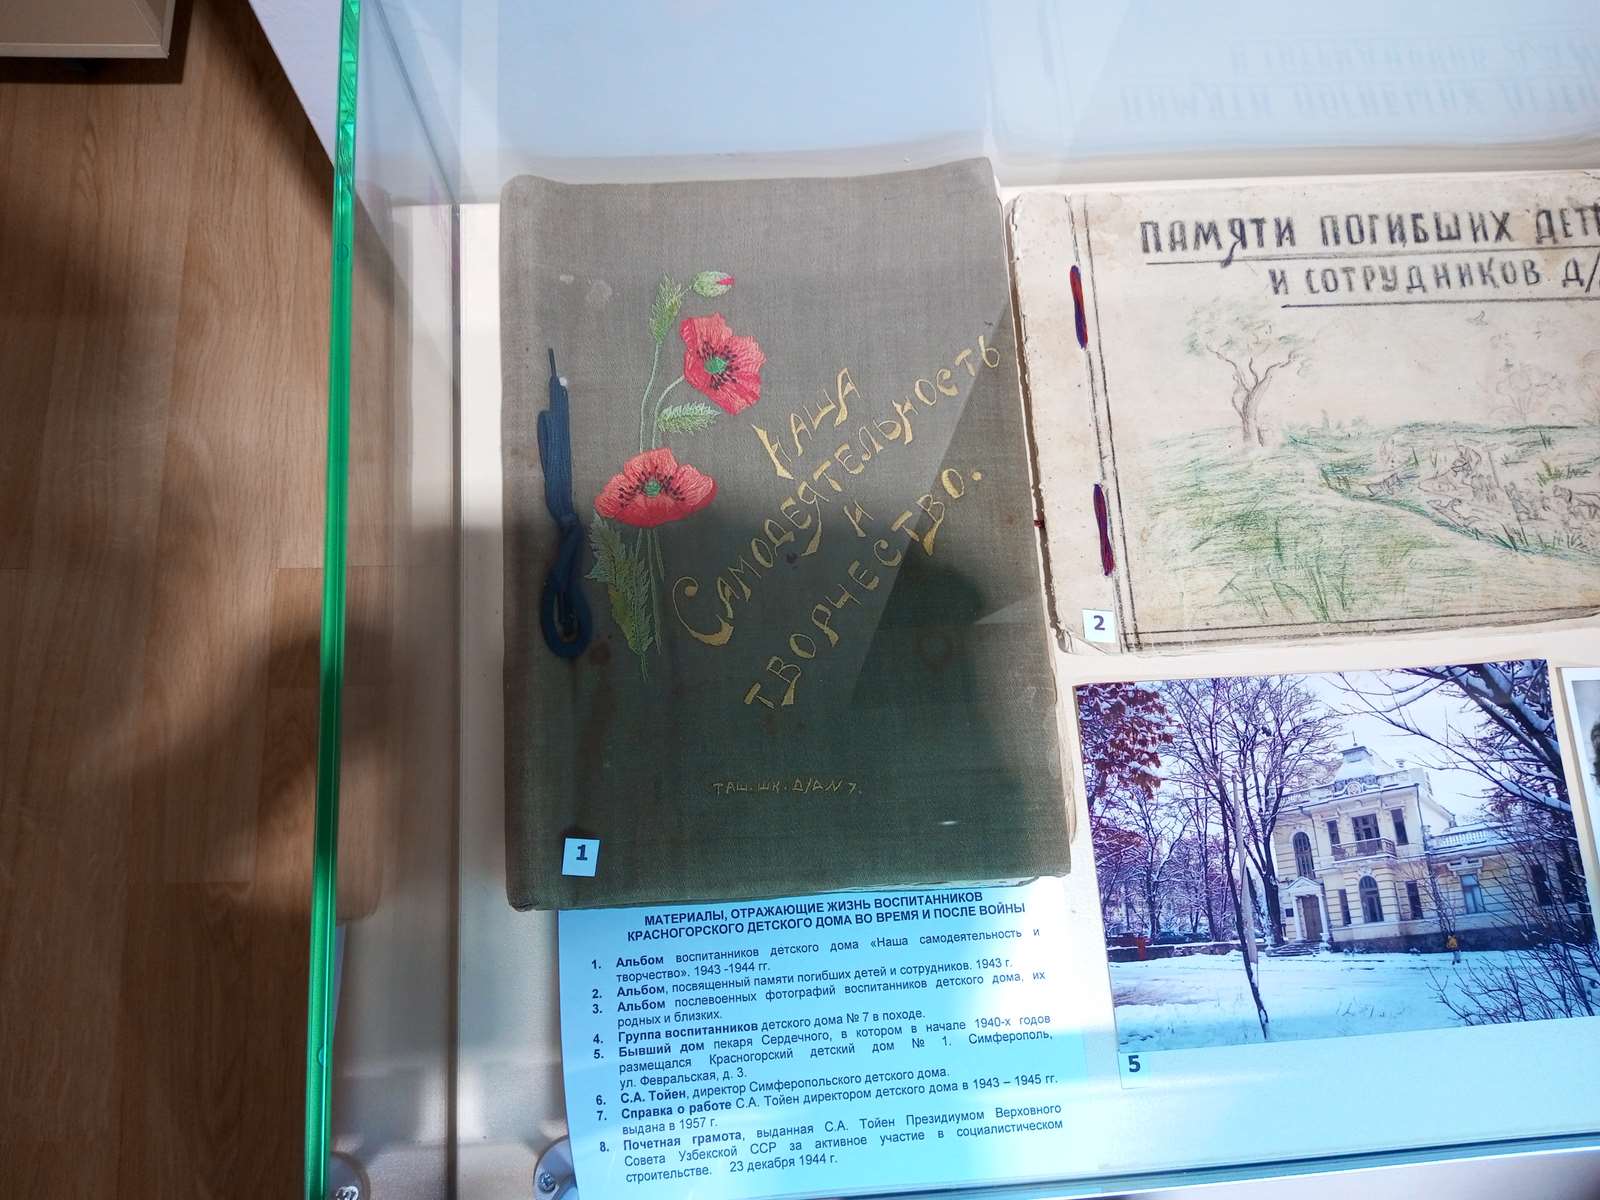 НАША
САМОДЕЯТЕЛЬНОСТЬ
И
ТВОРЧЕСТВО.
ТАШ. ШК. Д/Д N 7.
1
ПАМЯТИ ПОГИБШИХ ДЕТЕ
И СОТРУДНИКОВ Д/
2
5
МАТЕРИАЛЫ, ОТРАЖАЮЩИЕ ЖИЗНЬ ВОСПИТАННИКОВ
КРАСНОГОРСКОГО ДЕТСКОГО ДОМА ВО ВРЕМЯ И ПОСЛЕ ВОЙНЫ
1. Альбом воспитанников детского дома «Наша самодеятельность и
творчество». 1943 -1944 гг.
2. Альбом, посвященный памяти погибших детей и сотрудников. 1943 г.
3. Альбом послевоенных фотографий воспитанников детского дома, их
родных и близких.
4. Группа воспитанников детского дома № 7 в походе.
5. Бывший дом пекаря Сердечного, в котором в начале 1940-х годов
размещался Красногорский детский дом № 1. Симферополь,
ул. Февральская, д. 3.
6. С.А. Тойен, директор Симферопольского детского дома.
7. Справка о работе С.А. Тойен директором детского дома в 1943 – 1945 гг.
выдана в 1957 г.
8. Почетная грамота, выданная С.А. Тойен Президиумом Верховного
Совета Узбекской ССР за активное участие в социалистическом
строительстве. 23 декабря 1944 г.